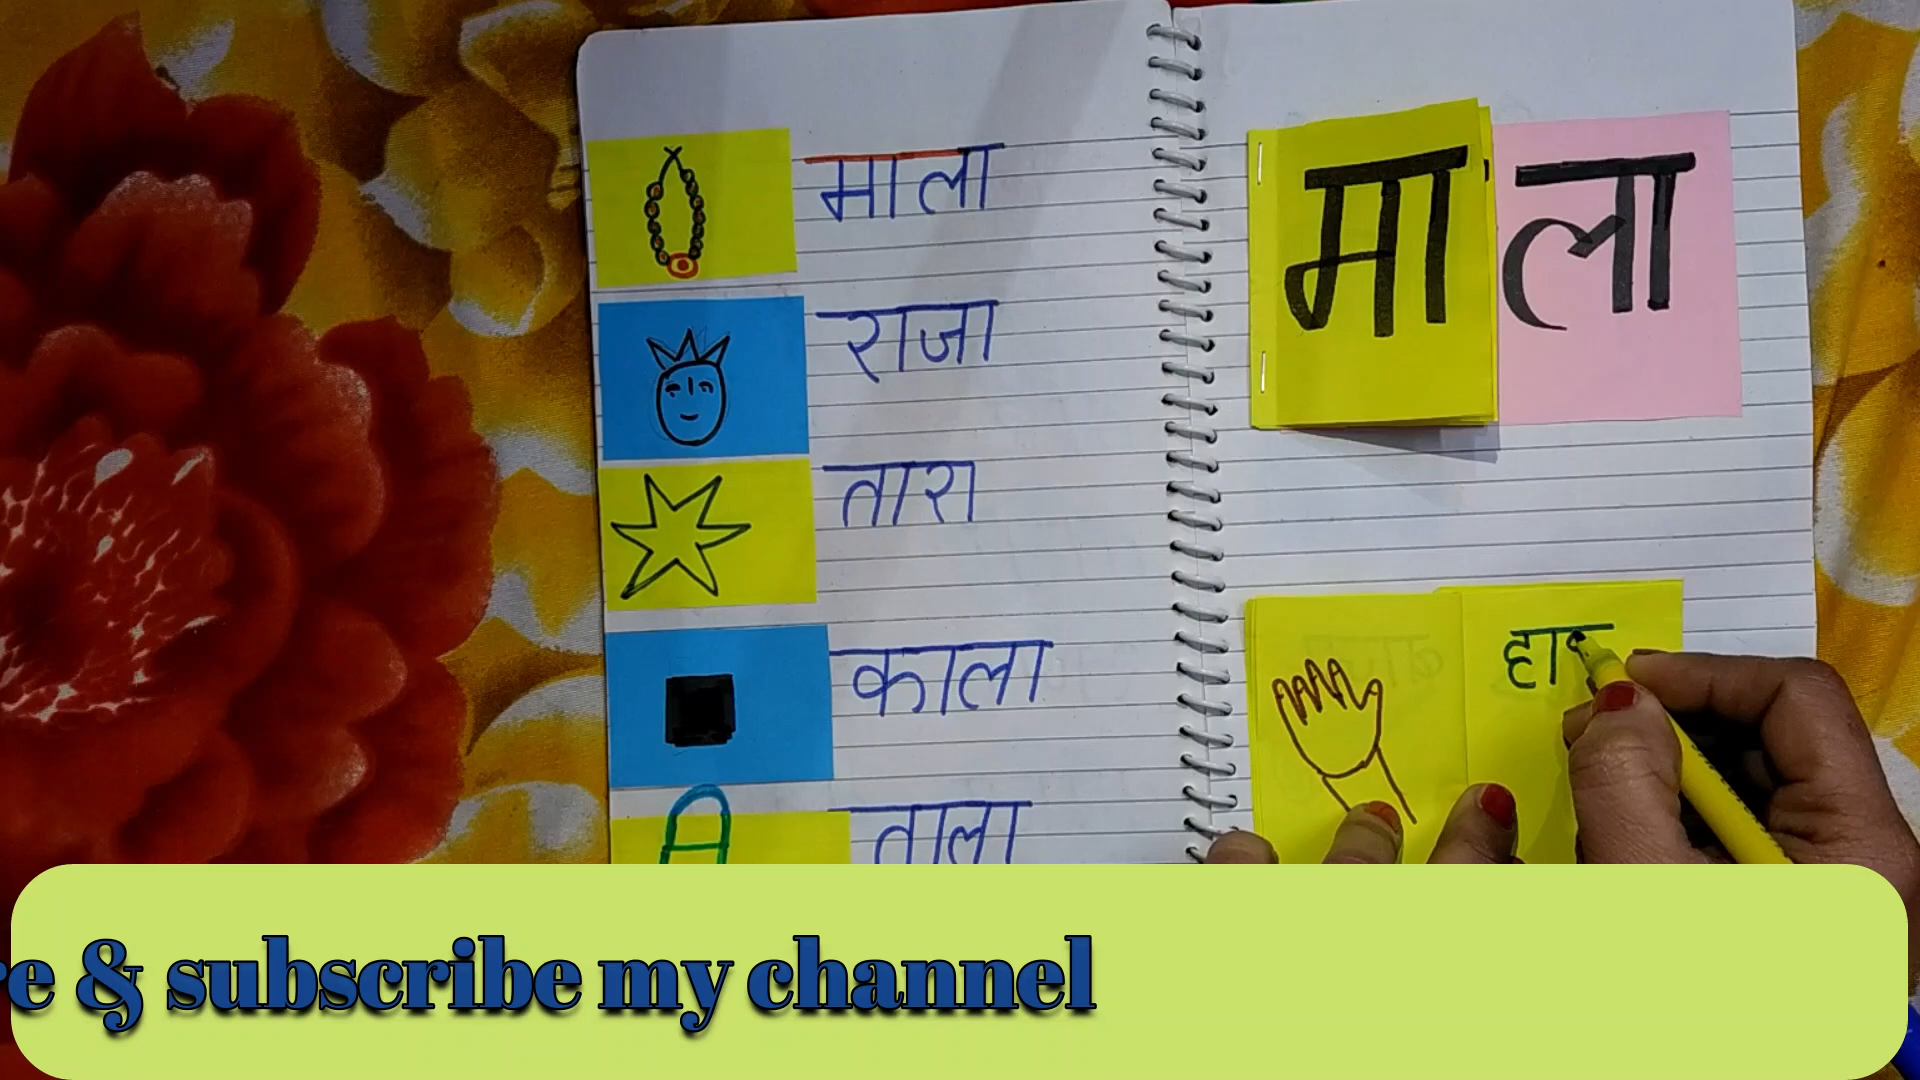 माला
राजा
तारा
काला
ताला
माला
& subscribe my channel